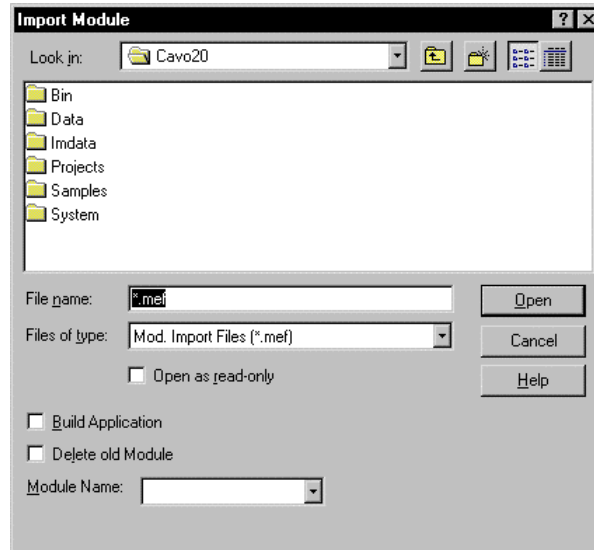 Import Module
Look in: Cavo20
Bin
Data
Imdata
Projects
Samples
System
File name: *.mef Open
Files of type: Mod. Import Files (*.mef) Cancel
Open as read-only Help
Build Application
Delete old Module
Module Name: